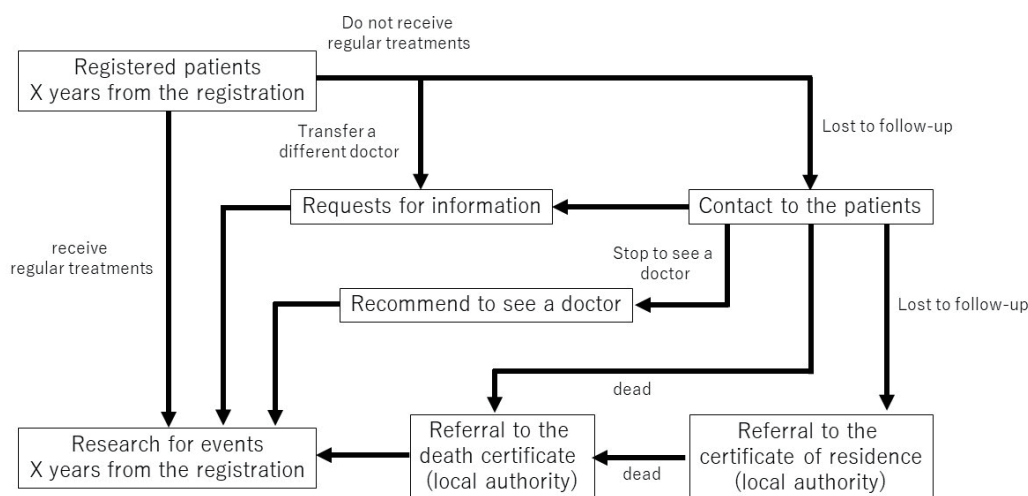 Do not receive
regular treatments
Registered patients
X years from the registration
Transfer a
different doctor
Lost to follow-up
Requests for information
Contact to the patients
receive
regular treatments
Stop to see a
doctor
Recommend to see a doctor
Lost to follow-up
dead
Research for events
X years from the registration
Referral to the
death certificate
(local authority)
dead
Referral to the
certificate of residence
(local authority)